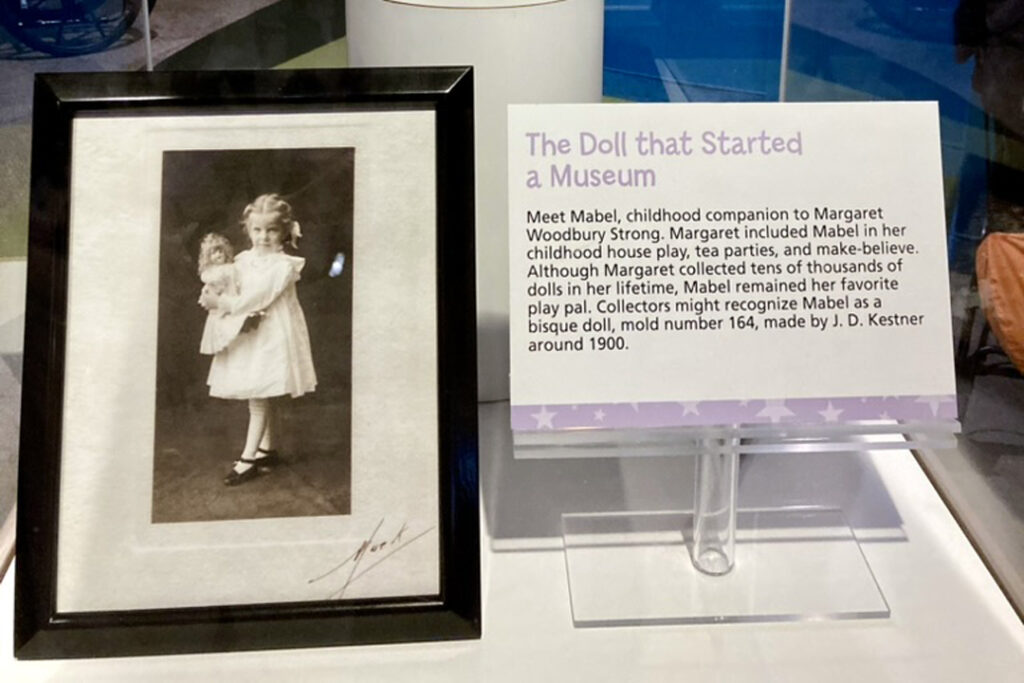 The Doll that Started
a Museum
Meet Mabel, childhood companion to Margaret
Woodbury Strong. Margaret included Mabel in her
childhood house play, tea parties, and make-believe.
Although Margaret collected tens of thousands of
dolls in her lifetime, Mabel remained her favorite
play pal. Collectors might recognize Mabel as a
bisque doll, mold number 164, made by J. D. Kestner
around 1900.